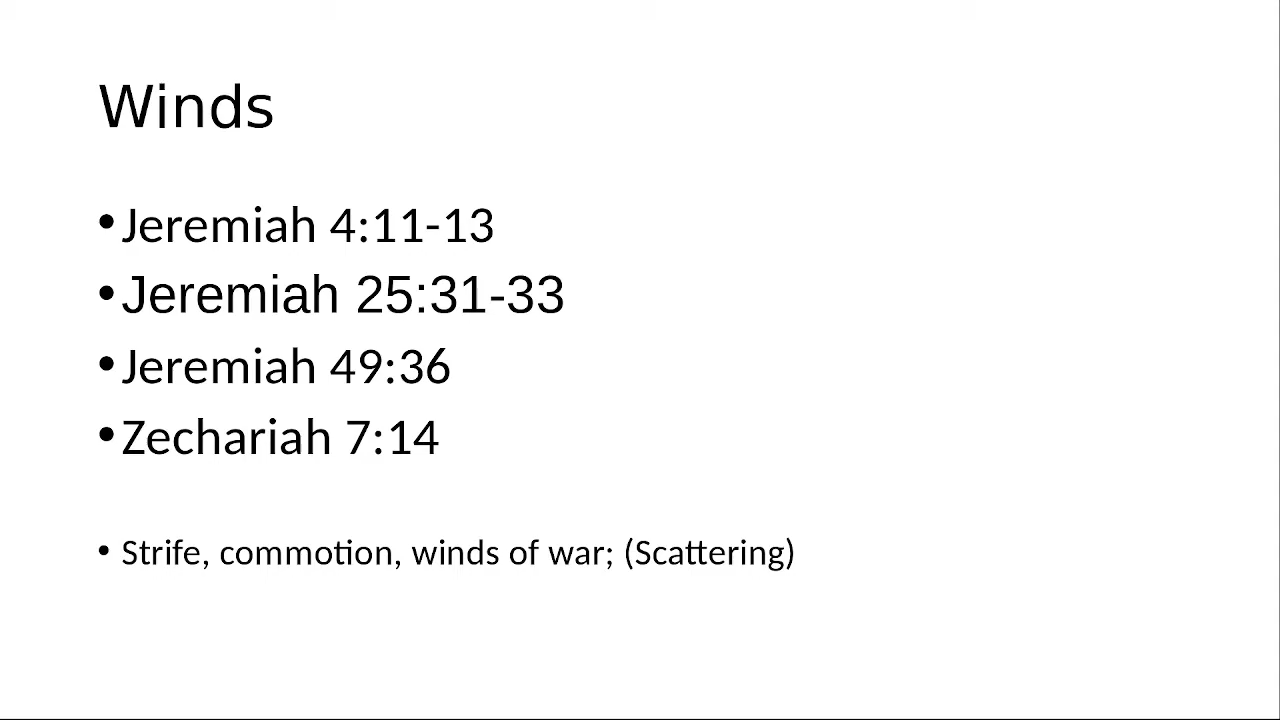 Winds
•Jeremiah 4:11-13
•Jeremiah 25:31-33
•Jeremiah 49:36
•Zechariah 7:14
• Strife, commotion, winds of war; (Scattering)